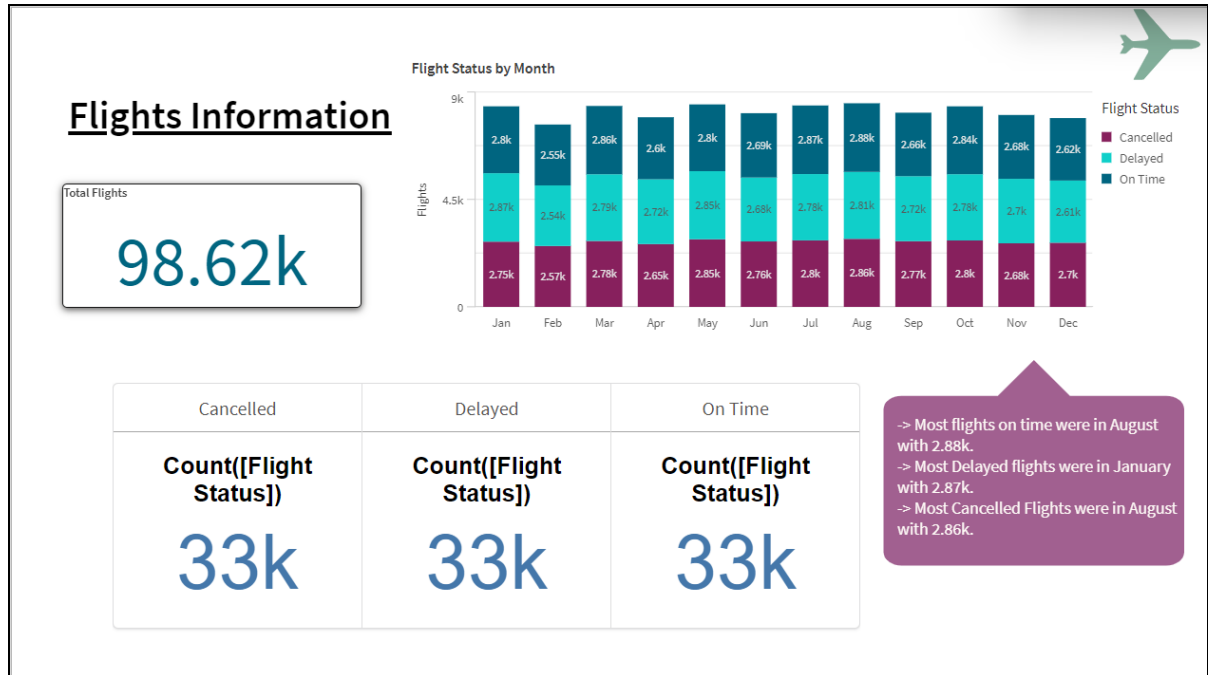 Flight Status by Month
Flights Information
Total Flights
98.62k
9k
4.5k
0
Flights
2.8k 2.55k 2.86k 2.6k 2.8k 2.69k 2.87k 2.88k 2.66k 2.84k 2.68k 2.62k
2.87k 2.54k 2.79k 2.72k 2.85k 2.68k 2.78k 2.81k 2.72k 2.78k 2.7k 2.61k
2.75k 2.57k 2.78k 2.65k 2.85k 2.76k 2.8k 2.86k 2.77k 2.8k 2.68k 2.7k
Jan Feb Mar Apr May Jun Jul Aug Sep Oct Nov Dec
Flight Status
Cancelled
Delayed
On Time
Cancelled Delayed On Time
Count([Flight Count([Flight Count([Flight
Status]) Status]) Status])
33k 33k 33k
-> Most flights on time were in August
with 2.88k.
-> Most Delayed flights were in January
with 2.87k.
-> Most Cancelled Flights were in August
with 2.86k.